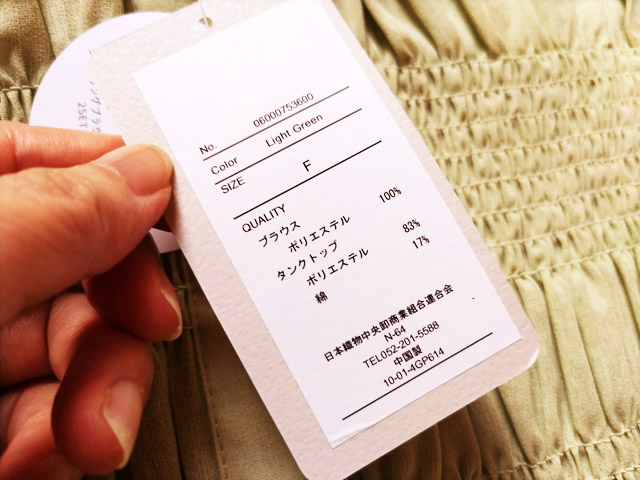 No. 06000753600
Color Light Green
SIZE F
QUALITY
ブラウス
ポリエステル 100%
タンクトップ
ポリエステル 83%
綿 17%
日本織物中央卸商業組合連合会
N-64
TEL052-201-5588
中国製
10-01-4GP614
2SET